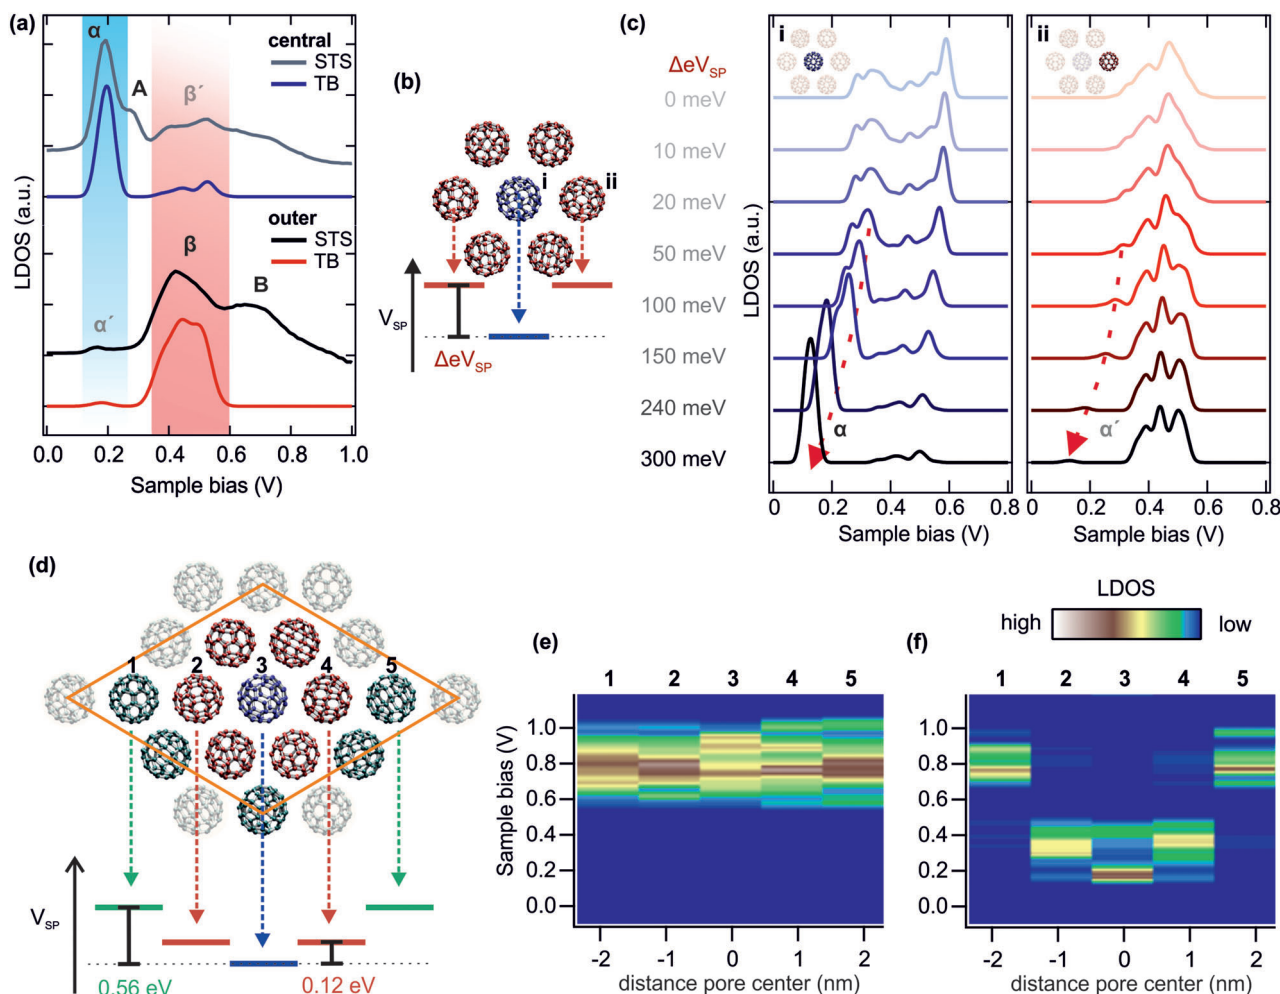 (a)
α
A
β´
central
STS
TB
outer
STS
TB
β
B
α´
LDOS (a.u.)
0.0 0.2 0.4 0.6 0.8 1.0
Sample bias (V)
(b)
i
ii
V_SP
ΔeV_SP
(c)
ΔeV_SP
0 meV
10 meV
20 meV
50 meV
100 meV
150 meV
240 meV
300 meV
LDOS (a.u.)
i
α
0 0.2 0.4 0.6 0.8
Sample bias (V)
ii
α´
0 0.2 0.4 0.6 0.8
Sample bias (V)
(d)
1 2 3 4 5
V_SP
0.56 eV
0.12 eV
LDOS
high low
(e)
1 2 3 4 5
Sample bias (V)
1.0
0.8
0.6
0.4
0.2
0.0
-2 -1 0 1 2
distance pore center (nm)
(f)
1 2 3 4 5
1.0
0.8
0.6
0.4
0.2
0.0
-2 -1 0 1 2
distance pore center (nm)